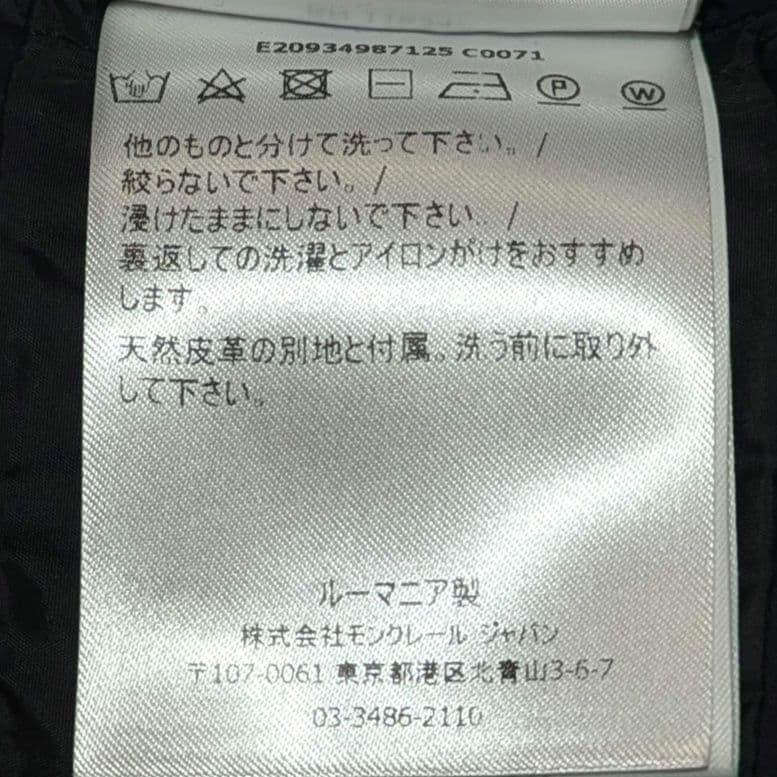 E20934987125 C0071
P W
他のものと分けて洗って下さい。/
絞らないで下さい。/
浸けたままにしないで下さい。/
裏返しての洗濯とアイロンがけをおすすめ
します。
天然皮革の別地と付属。洗う前に取り外
して下さい。
ルーマニア製
株式会社モンクレール ジャパン
〒107-0061 東京都港区北青山3-6-7
03-3486-2110